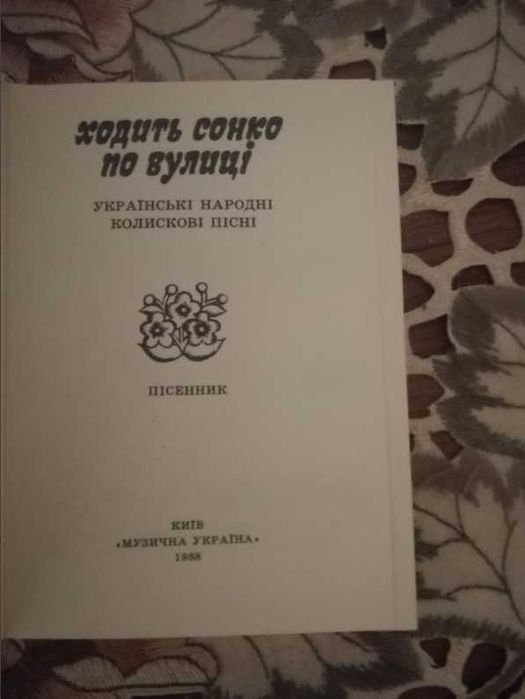 ходить сонко
по вулиці
УКРАЇНСЬКІ НАРОДНІ
КОЛИСКОВІ ПІСНІ
ПІСЕННИК
КИЇВ
«МУЗИЧНА УКРАЇНА»
1988